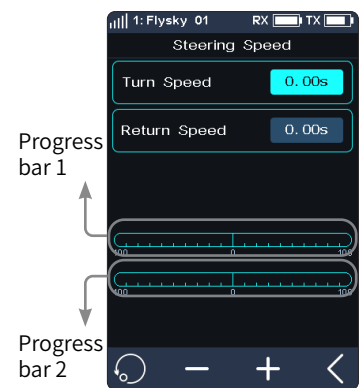 1: Flysky 01 RX TX
Steering Speed
Turn Speed 0.00s
Return Speed 0.00s
Progress
bar 1
100 0 100
100 0 100
Progress
bar 2